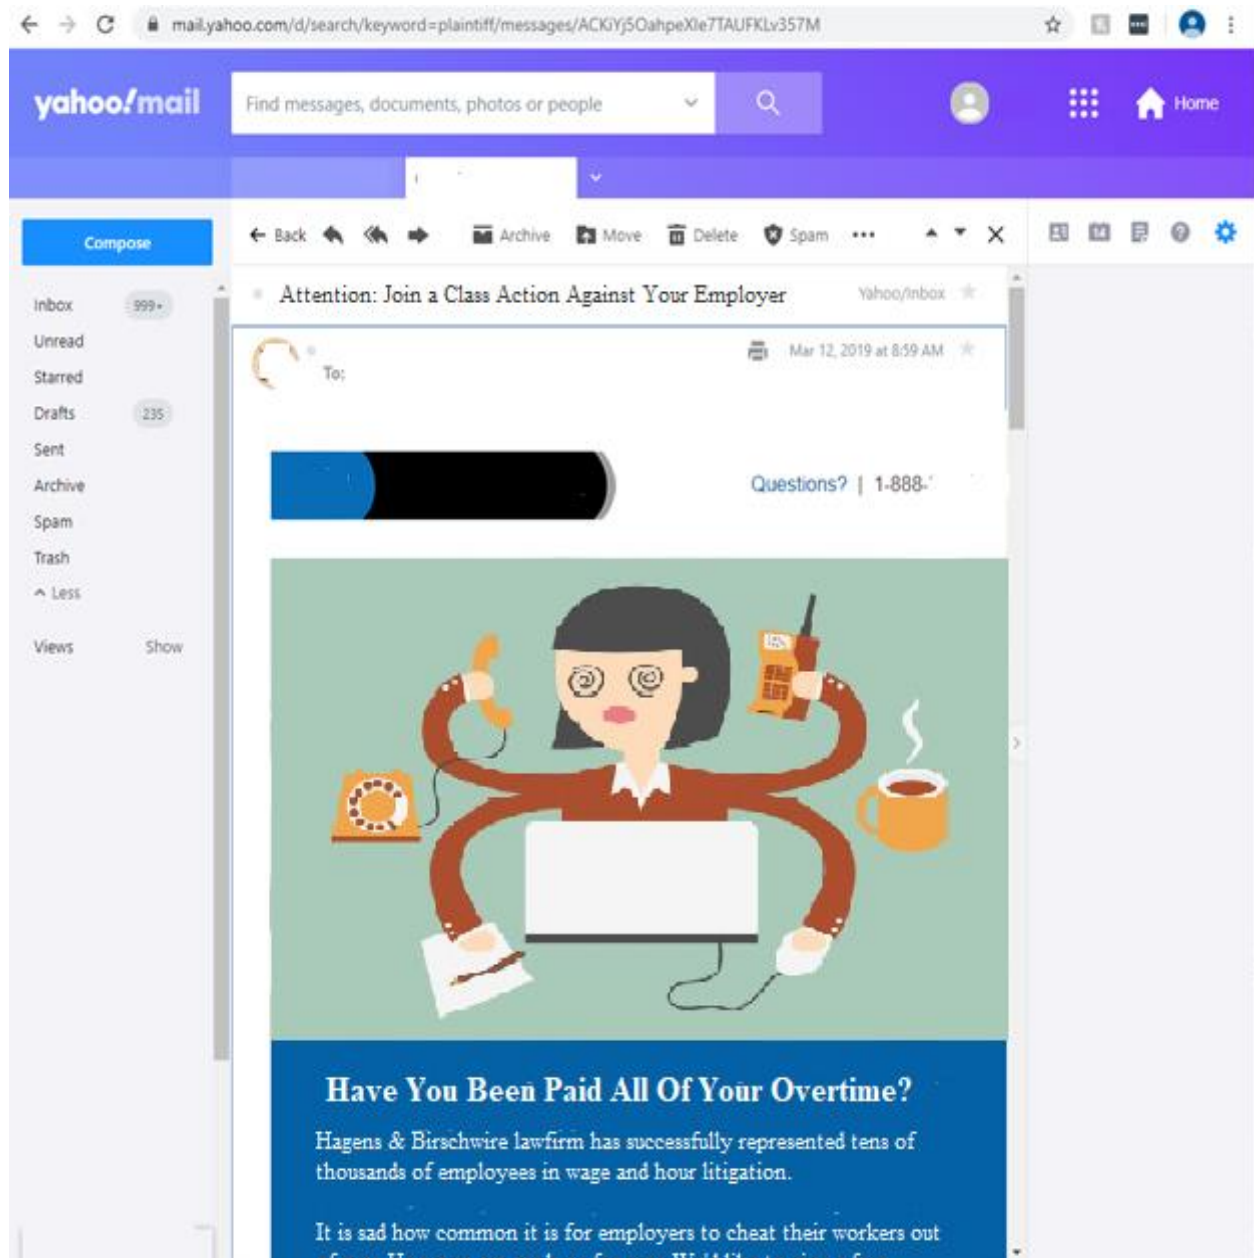 mail.yahoo.com/d/search/keyword=plaintiff/messages/ACKiYj5OahpeXIe7TAUFKLv357M
yahoo!mail
Find messages, documents, photos or people
Home
Compose
Back
Archive
Move
Delete
Spam
Inbox 999+
Unread
Starred
Drafts 235
Sent
Archive
Spam
Trash
Less
Views Show
Attention: Join a Class Action Against Your Employer
Yahoo/Inbox
Mar 12, 2019 at 8:59 AM
To:
Questions? | 1-888-
Have You Been Paid All Of Your Overtime?
Hagens & Birschwire lawfirm has successfully represented tens of
thousands of employees in wage and hour litigation.
It is sad how common it is for employers to cheat their workers out